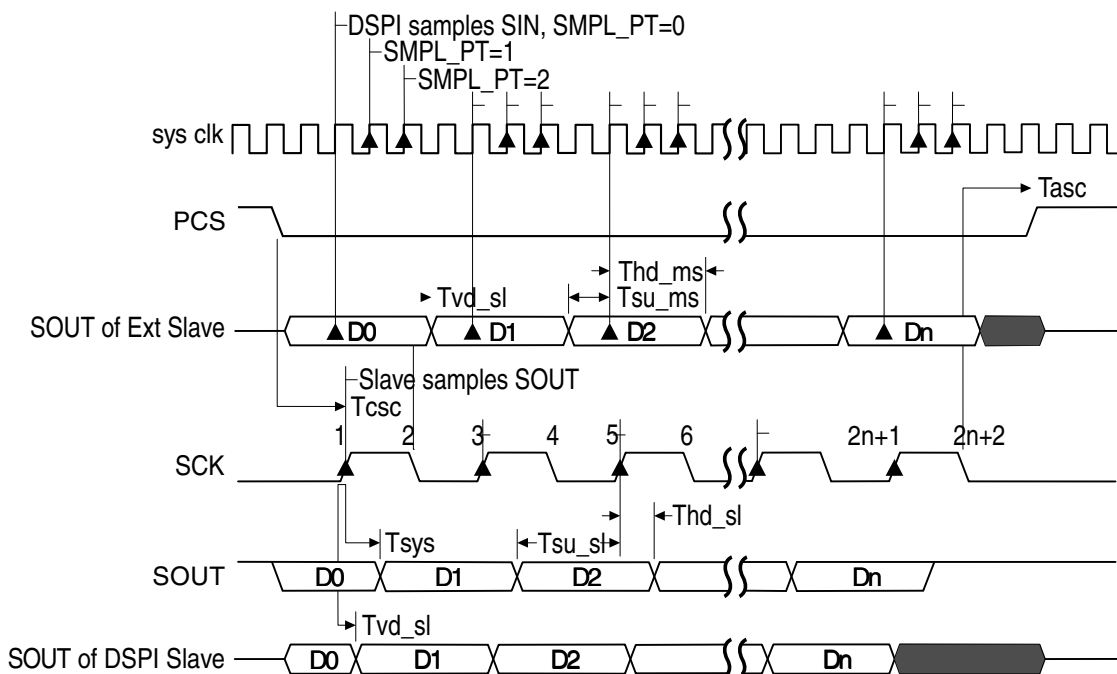 DSPI samples SIN, SMPL_PT=0
SMPL_PT=1
SMPL_PT=2
sys clk
Tasc
PCS
Thd_ms
Tvd_sl
Tsu_ms
SOUT of Ext Slave
D0
D1
D2
Dn
Slave samples SOUT
Tcsc
1
2
3
4
5
6
2n+1
2n+2
SCK
Thd_sl
Tsys
Tsu_sl
SOUT
D0
D1
D2
Dn
Tvd_sl
SOUT of DSPI Slave
D0
D1
D2
Dn